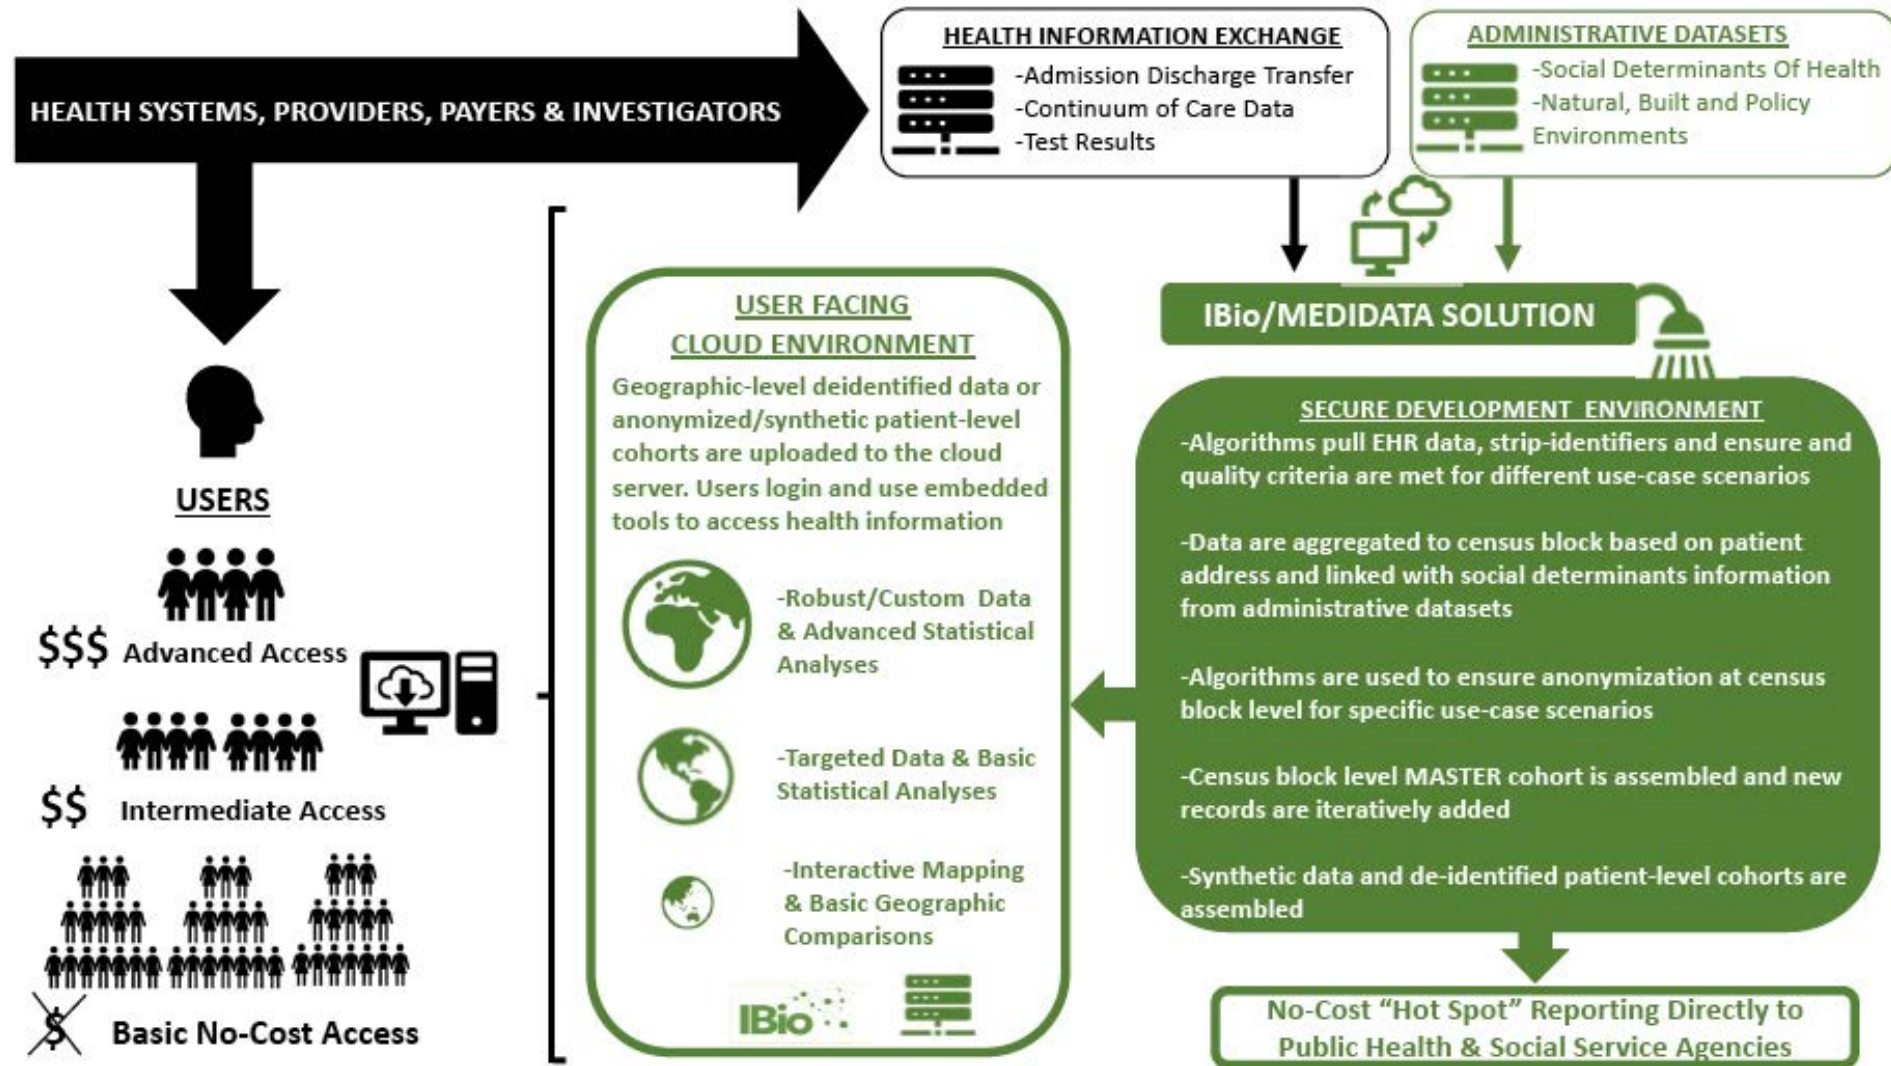 HEALTH SYSTEMS, PROVIDERS, PAYERS & INVESTIGATORS
HEALTH INFORMATION EXCHANGE
-Admission Discharge Transfer
-Continuum of Care Data
-Test Results
ADMINISTRATIVE DATASETS
-Social Determinants Of Health
-Natural, Built and Policy
Environments
IBio/MEDIDATA SOLUTION
SECURE DEVELOPMENT ENVIRONMENT
-Algorithms pull EHR data, strip-identifiers and ensure and
quality criteria are met for different use-case scenarios
-Data are aggregated to census block based on patient
address and linked with social determinants information
from administrative datasets
-Algorithms are used to ensure anonymization at census
block level for specific use-case scenarios
-Census block level MASTER cohort is assembled and new
records are iteratively added
-Synthetic data and de-identified patient-level cohorts are
assembled
No-Cost “Hot Spot” Reporting Directly to
Public Health & Social Service Agencies
USER FACING
CLOUD ENVIRONMENT
Geographic-level deidentified data or
anonymized/synthetic patient-level
cohorts are uploaded to the cloud
server. Users login and use embedded
tools to access health information
-Robust/Custom Data
& Advanced Statistical
Analyses
-Targeted Data & Basic
Statistical Analyses
-Interactive Mapping
& Basic Geographic
Comparisons
IBio
USERS
$$$ Advanced Access
$$ Intermediate Access
$ Basic No-Cost Access